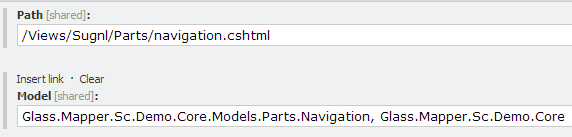 Path [shared]:
/Views/Sugnl/Parts/navigation.cshtml
Insert link · Clear
Model [shared]:
Glass.Mapper.Sc.Demo.Core.Models.Parts.Navigation, Glass.Mapper.Sc.Demo.Core